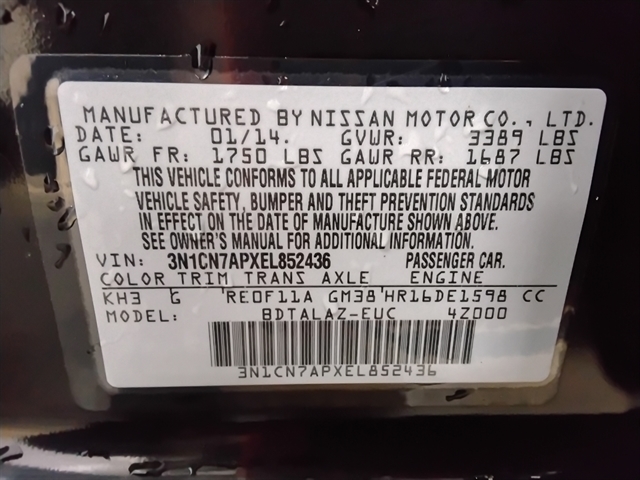 MANUFACTURED BY NISSAN MOTOR CO., LTD.
DATE: 01/14. GVWR: 3389 LBS
GAWR FR: 1750 LBS GAWR RR: 1687 LBS
THIS VEHICLE CONFORMS TO ALL APPLICABLE FEDERAL MOTOR
VEHICLE SAFETY, BUMPER AND THEFT PREVENTION STANDARDS
IN EFFECT ON THE DATE OF MANUFACTURE SHOWN ABOVE.
SEE OWNER'S MANUAL FOR ADDITIONAL INFORMATION.
VIN: 3N1CN7APXEL852436 PASSENGER CAR.
COLOR TRIM TRANS AXLE ENGINE
KH3 G RE0F11A GM38 HR16DE1598 CC
MODEL: BDTALAZ-EUC 4Z000
3N1CN7APXEL852436